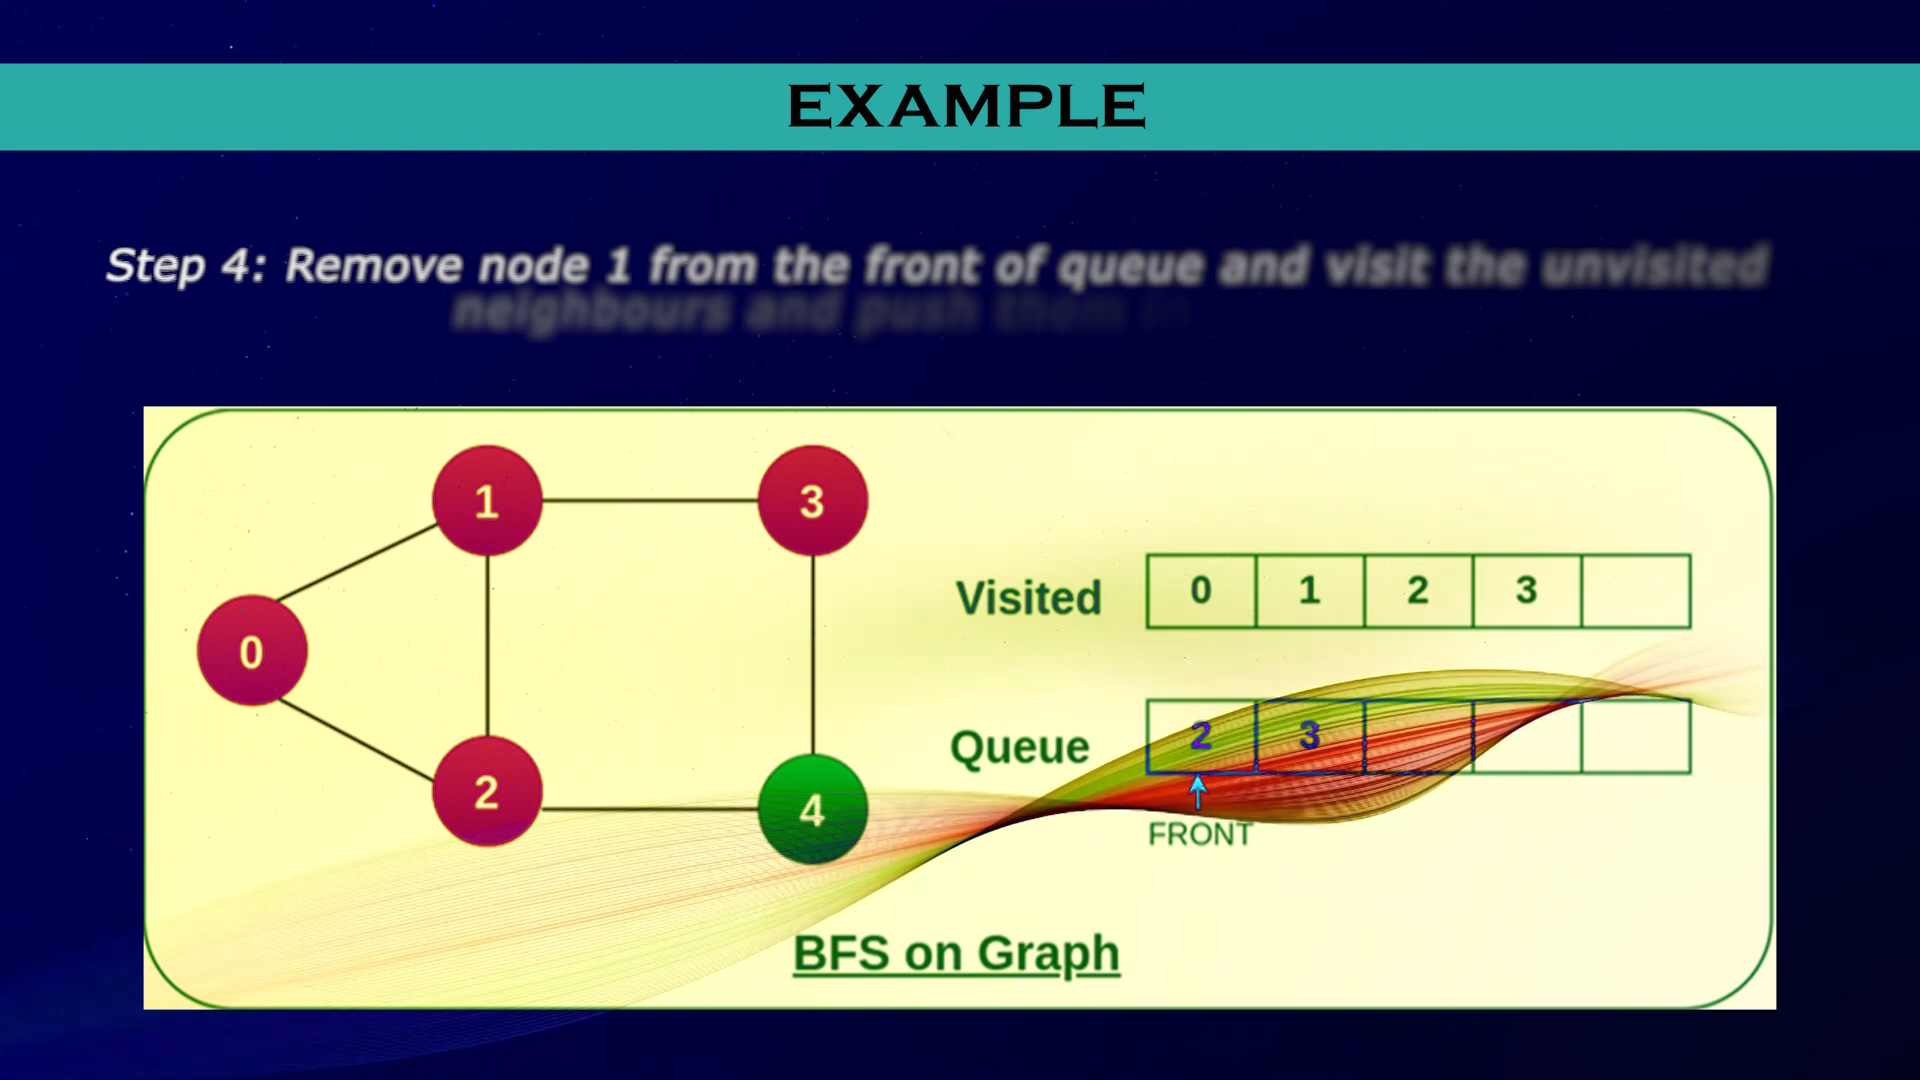 EXAMPLE
Step 4: Remove node 1 from the front of queue and visit the unvisited
neighbours and push them in
1
3
0
2
4
Visited
0 1 2 3
Queue
2 3
FRONT
BFS on Graph